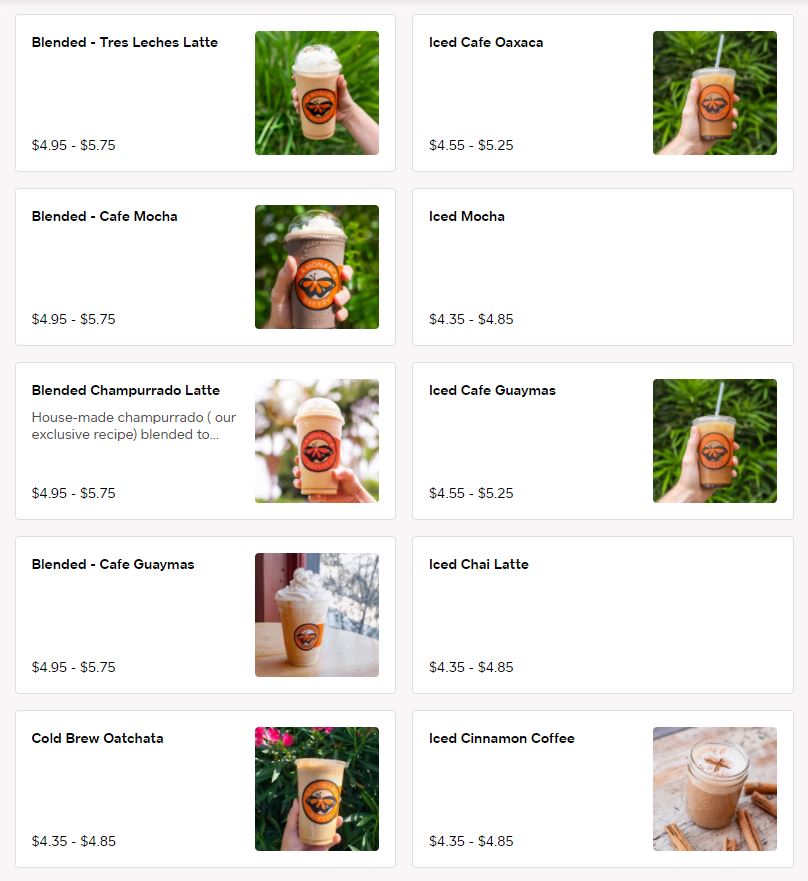 Blended - Tres Leches Latte
$4.95 - $5.75
Iced Cafe Oaxaca
$4.55 - $5.25
Blended - Cafe Mocha
$4.95 - $5.75
Iced Mocha
$4.35 - $4.85
Blended Champurrado Latte
House-made champurrado ( our
exclusive recipe) blended to...
$4.95 - $5.75
Iced Cafe Guaymas
$4.55 - $5.25
Blended - Cafe Guaymas
$4.95 - $5.75
Iced Chai Latte
$4.35 - $4.85
Cold Brew Oatchata
$4.35 - $4.85
Iced Cinnamon Coffee
$4.35 - $4.85